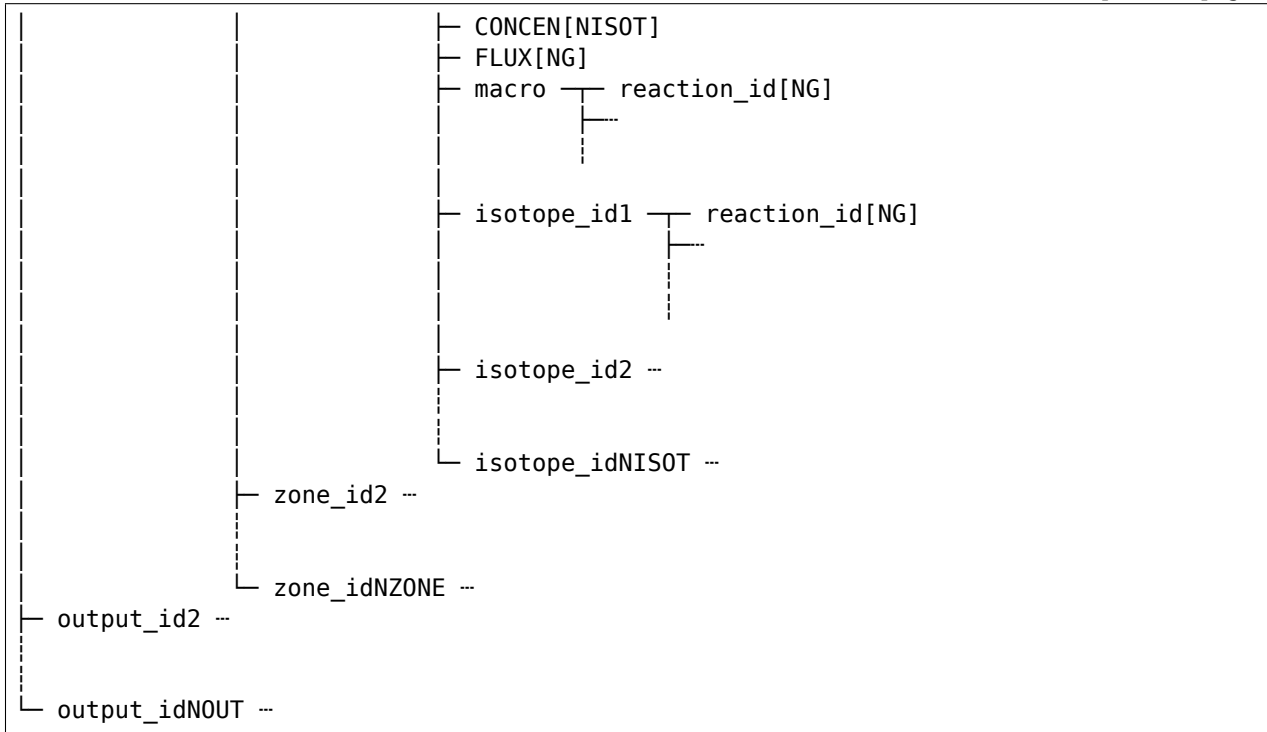 CONCEN[NISOT]
FLUX[NG]
macro reaction_id[NG]
isotope_id1 reaction_id[NG]
isotope_id2
isotope_idNISOT
zone_id2
zone_idNZONE
output_id2
output_idNOUT